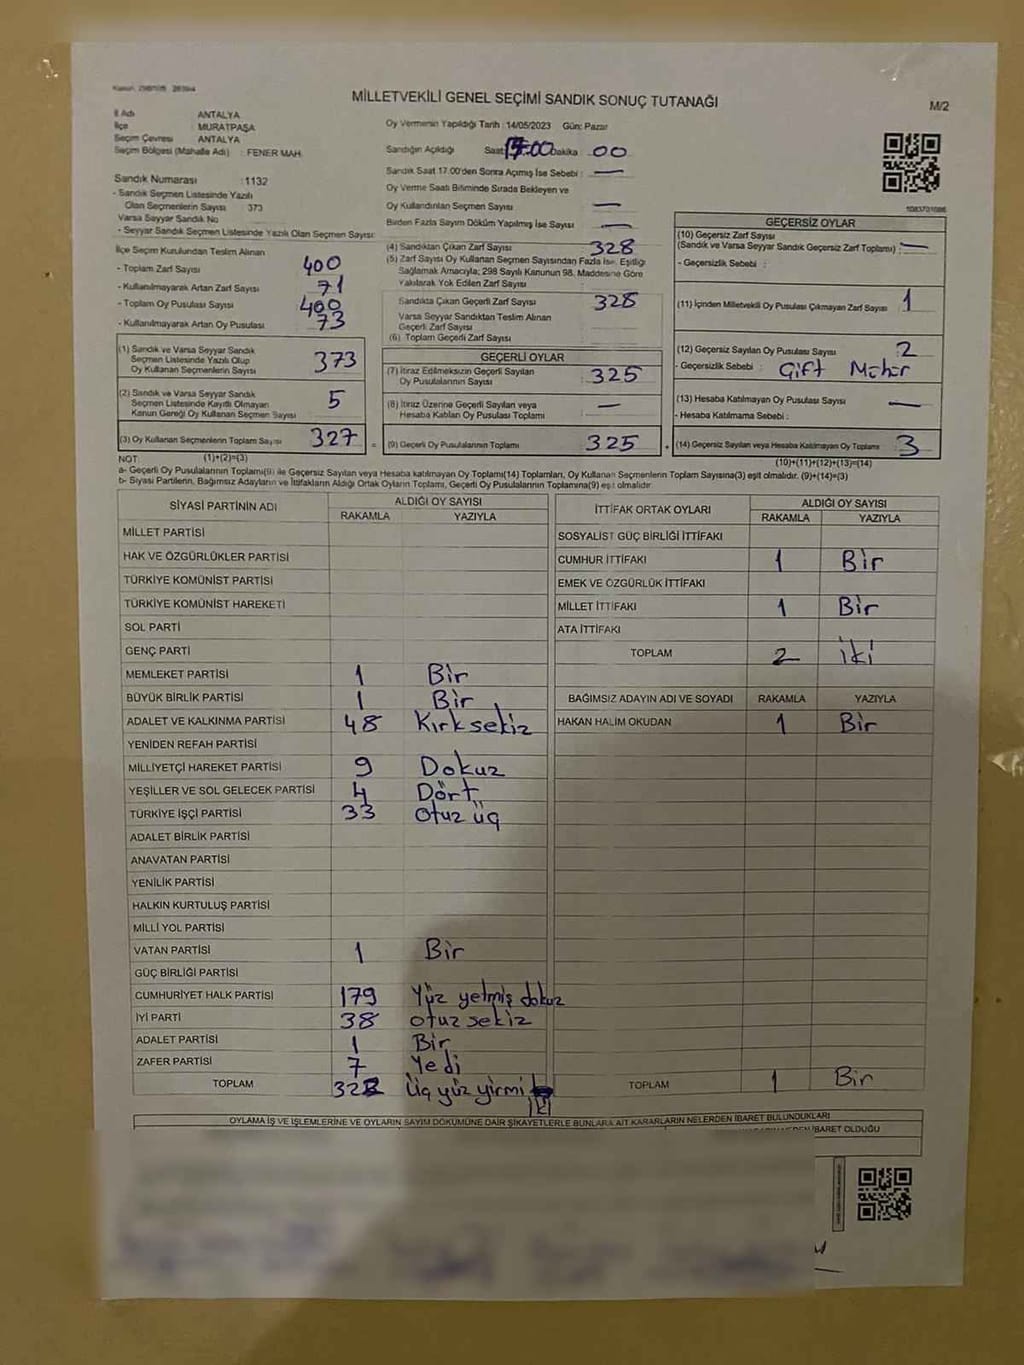 MİLLETVEKİLİ GENEL SEÇİMİ SANDIK SONUÇ TUTANAĞI
M/2
İl Adı ANTALYA
İlçe : MURATPAŞA
Seçim Çevresi : ANTALYA
Seçim Bölgesi (Mahalle Adı) : FENER MAH.
Sandık Numarası : 1132
- Sandık Seçmen Listesinde Yazılı
Olan Seçmenlerin Sayısı 373
Varsa Seyyar Sandık No
- Seyyar Sandık Seçmen Listesinde Yazılı Olan Seçmen Sayısı:
İlçe Seçim Kurulundan Teslim Alınan
- Toplam Zarf Sayısı 400
- Kullanılmayarak Artan Zarf Sayısı 71
- Toplam Oy Pusulası Sayısı 400
- Kullanılmayarak Artan Oy Pusulası 73
(1) Sandık ve Varsa Seyyar Sandık
Seçmen Listesinde Yazılı Olup
Oy Kullanan Seçmenlerin Sayısı 373
(2) Sandık ve Varsa Seyyar Sandık
Seçmen Listesinde Kayıtlı Olmayan
Kanun Gereği Oy Kullanan Seçmen Sayısı 5
(3) Oy Kullanan Seçmenlerin Toplam Sayısı 327
Oy Vermenin Yapıldığı Tarih : 14/05/2023 Gün: Pazar
Sandığın Açıldığı Saat 17:00 Dakika 00
Sandık Saat 17.00'den Sonra Açılmış İse Sebebi : —
Oy Verme Saati Bitiminde Sırada Bekleyen ve
Oy Kullandırılan Seçmen Sayısı —
Birden Fazla Sayım Döküm Yapılmış İse Sayısı —
(4) Sandıktan Çıkan Zarf Sayısı 328
(5) Zarf Sayısı Oy Kullanan Seçmen Sayısından Fazla İse, Eşitliği
Sağlamak Amacıyla; 298 Sayılı Kanunun 98. Maddesine Göre
Yakılarak Yok Edilen Zarf Sayısı :
Sandıkta Çıkan Geçerli Zarf Sayısı 328
Varsa Seyyar Sandıktan Teslim Alınan
Geçerli Zarf Sayısı
(6) Toplam Geçerli Zarf Sayısı
GEÇERLİ OYLAR
(7) İtiraz Edilmeksizin Geçerli Sayılan
Oy Pusulalarının Sayısı : 325
(8) İtiraz Üzerine Geçerli Sayılan veya
Hesaba Katılan Oy Pusulası Toplamı —
= (9) Geçerli Oy Pusulalarının Toplamı 325
1083701086
GEÇERSİZ OYLAR
(10) Geçersiz Zarf Sayısı
(Sandık ve Varsa Seyyar Sandık Geçersiz Zarf Toplamı) : —
- Geçersizlik Sebebi :
(11) İçinden Milletvekili Oy Pusulası Çıkmayan Zarf Sayısı 1
(12) Geçersiz Sayılan Oy Pusulası Sayısı 2
- Geçersizlik Sebebi : Çift Mühür
(13) Hesaba Katılmayan Oy Pusulası Sayısı —
- Hesaba Katılmama Sebebi :
+ (14) Geçersiz Sayılan veya Hesaba Katılmayan Oy Toplamı 3
NOT: (1)+(2)=(3) (10)+(11)+(12)+(13)=(14)
a- Geçerli Oy Pusulalarının Toplamı(9) ile Geçersiz Sayılan veya Hesaba katılmayan Oy Toplamı(14) Toplamları, Oy Kullanan Seçmenlerin Toplam Sayısına(3) eşit olmalıdır. (9)+(14)=(3)
b- Siyasi Partilerin, Bağımsız Adayların ve İttifakların Aldığı Ortak Oyların Toplamı, Geçerli Oy Pusulalarının Toplamına(9) eşit olmalıdır
SİYASİ PARTİNİN ADI ALDIĞI OY SAYISI
RAKAMLA YAZIYLA
MİLLET PARTİSİ
HAK VE ÖZGÜRLÜKLER PARTİSİ
TÜRKİYE KOMÜNİST PARTİSİ
TÜRKİYE KOMÜNİST HAREKETİ
SOL PARTİ
GENÇ PARTİ
MEMLEKET PARTİSİ 1 Bir
BÜYÜK BİRLİK PARTİSİ 1 Bir
ADALET VE KALKINMA PARTİSİ 48 Kırk sekiz
YENİDEN REFAH PARTİSİ
MİLLİYETÇİ HAREKET PARTİSİ 9 Dokuz
YEŞİLLER VE SOL GELECEK PARTİSİ 4 Dört
TÜRKİYE İŞÇİ PARTİSİ 33 otuz üç
ADALET BİRLİK PARTİSİ
ANAVATAN PARTİSİ
YENİLİK PARTİSİ
HALKIN KURTULUŞ PARTİSİ
MİLLİ YOL PARTİSİ
VATAN PARTİSİ 1 Bir
GÜÇ BİRLİĞİ PARTİSİ
CUMHURİYET HALK PARTİSİ 179 Yüz yetmiş dokuz
İYİ PARTİ 38 otuz sekiz
ADALET PARTİSİ 1 Bir
ZAFER PARTİSİ 7 Yedi
TOPLAM 322 Üç yüz yirmi iki
İTTİFAK ORTAK OYLARI ALDIĞI OY SAYISI
RAKAMLA YAZIYLA
SOSYALİST GÜÇ BİRLİĞİ İTTİFAKI
CUMHUR İTTİFAKI 1 Bir
EMEK VE ÖZGÜRLÜK İTTİFAKI
MİLLET İTTİFAKI 1 Bir
ATA İTTİFAKI
TOPLAM 2 iki
BAĞIMSIZ ADAYIN ADI VE SOYADI RAKAMLA YAZIYLA
HAKAN HALİM OKUDAN 1 Bir
TOPLAM 1 Bir
OYLAMA İŞ VE İŞLEMLERİNE VE OYLARIN SAYIM DÖKÜMÜNE DAİR ŞİKAYETLERLE BUNLARA AİT KARARLARIN NELERDEN İBARET BULUNDUKLARI
İBARET OLDUĞU